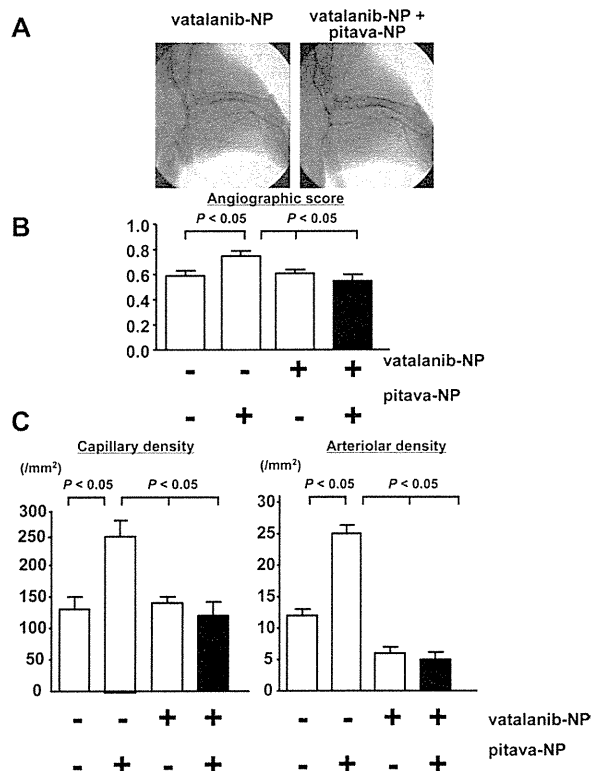 A
vatalanib-NP
vatalanib-NP +
pitava-NP
B
Angiographic score
P < 0.05 P < 0.05
1.0
0.8
0.6
0.4
0.2
0.0
- - + + vatalanib-NP
- + - + pitava-NP
C
Capillary density
(/mm²)
P < 0.05 P < 0.05
300
250
200
150
100
50
0
- - + +
- + - +
Arteriolar density
(/mm²)
P < 0.05 P < 0.05
30
25
20
15
10
5
0
- - + + vatalanib-NP
- + - + pitava-NP